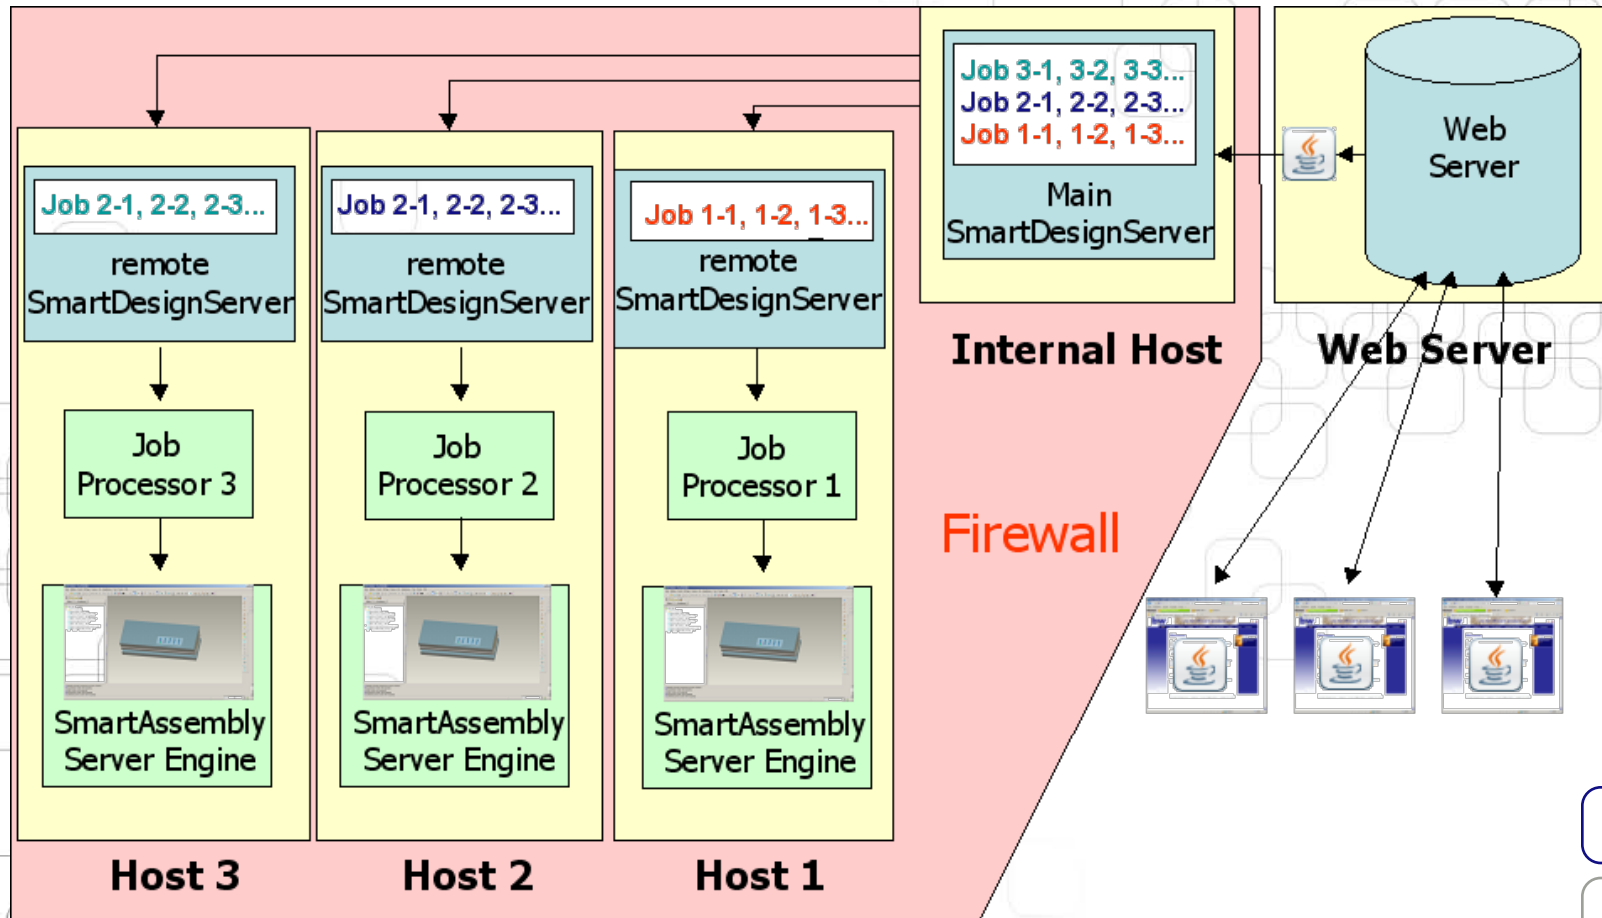 Job 3-1, 3-2, 3-3...
Job 2-1, 2-2, 2-3...
Job 1-1, 1-2, 1-3...
Main
SmartDesignServer
Internal Host
Web
Server
Web Server
Job 2-1, 2-2, 2-3...
remote
SmartDesignServer
Job
Processor 3
SmartAssembly
Server Engine
Host 3
Job 2-1, 2-2, 2-3...
remote
SmartDesignServer
Job
Processor 2
SmartAssembly
Server Engine
Host 2
Job 1-1, 1-2, 1-3...
remote
SmartDesignServer
Job
Processor 1
SmartAssembly
Server Engine
Host 1
Firewall